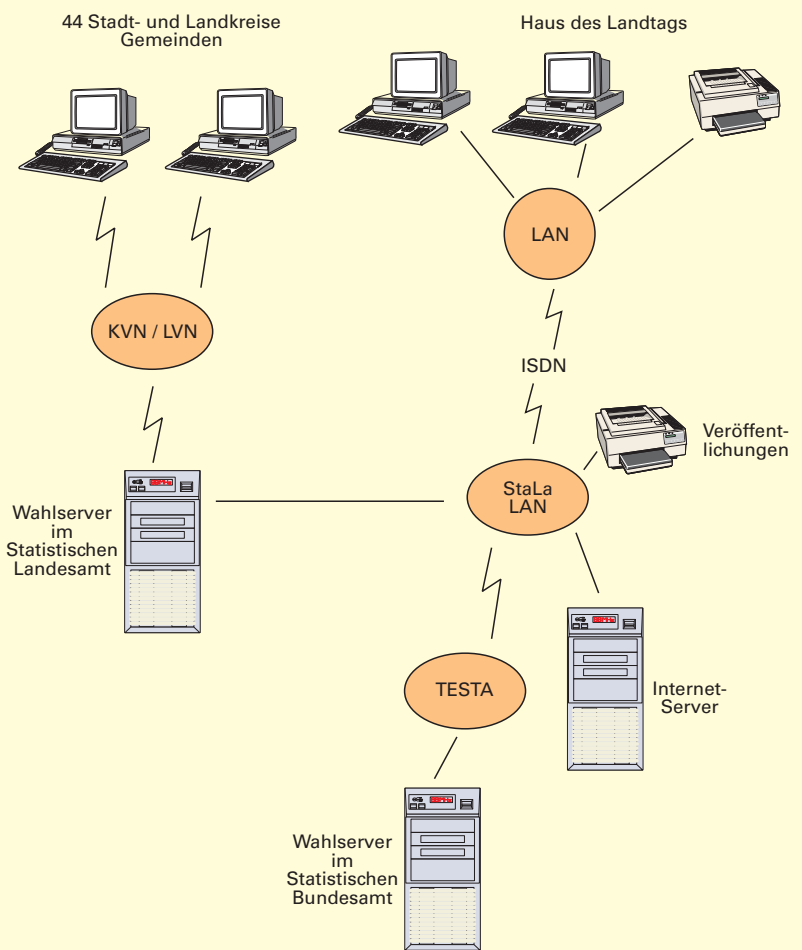 44 Stadt- und Landkreise
Gemeinden
Haus des Landtags
LAN
KVN / LVN
ISDN
Veröffent-
lichungen
StaLa
LAN
Wahlserver
im
Statistischen
Landesamt
TESTA
Internet-
Server
Wahlserver
im
Statistischen
Bundesamt